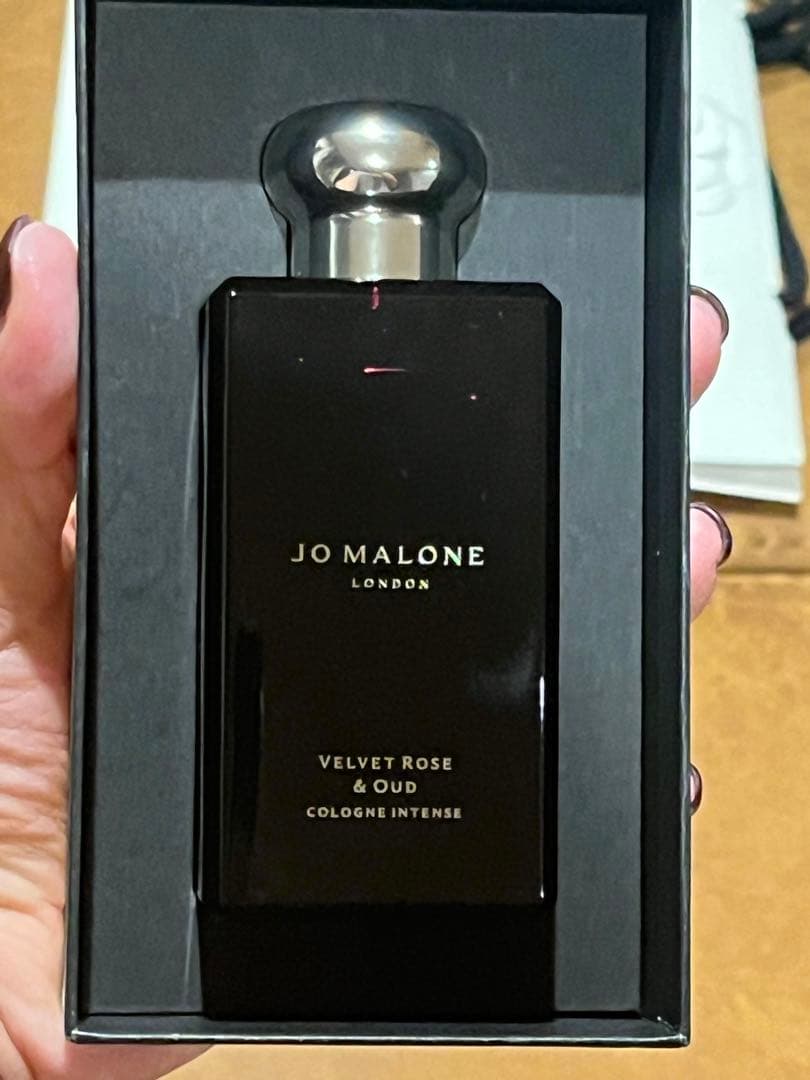 JO MALONE
LONDON
VELVET ROSE
& OUD
COLOGNE INTENSE